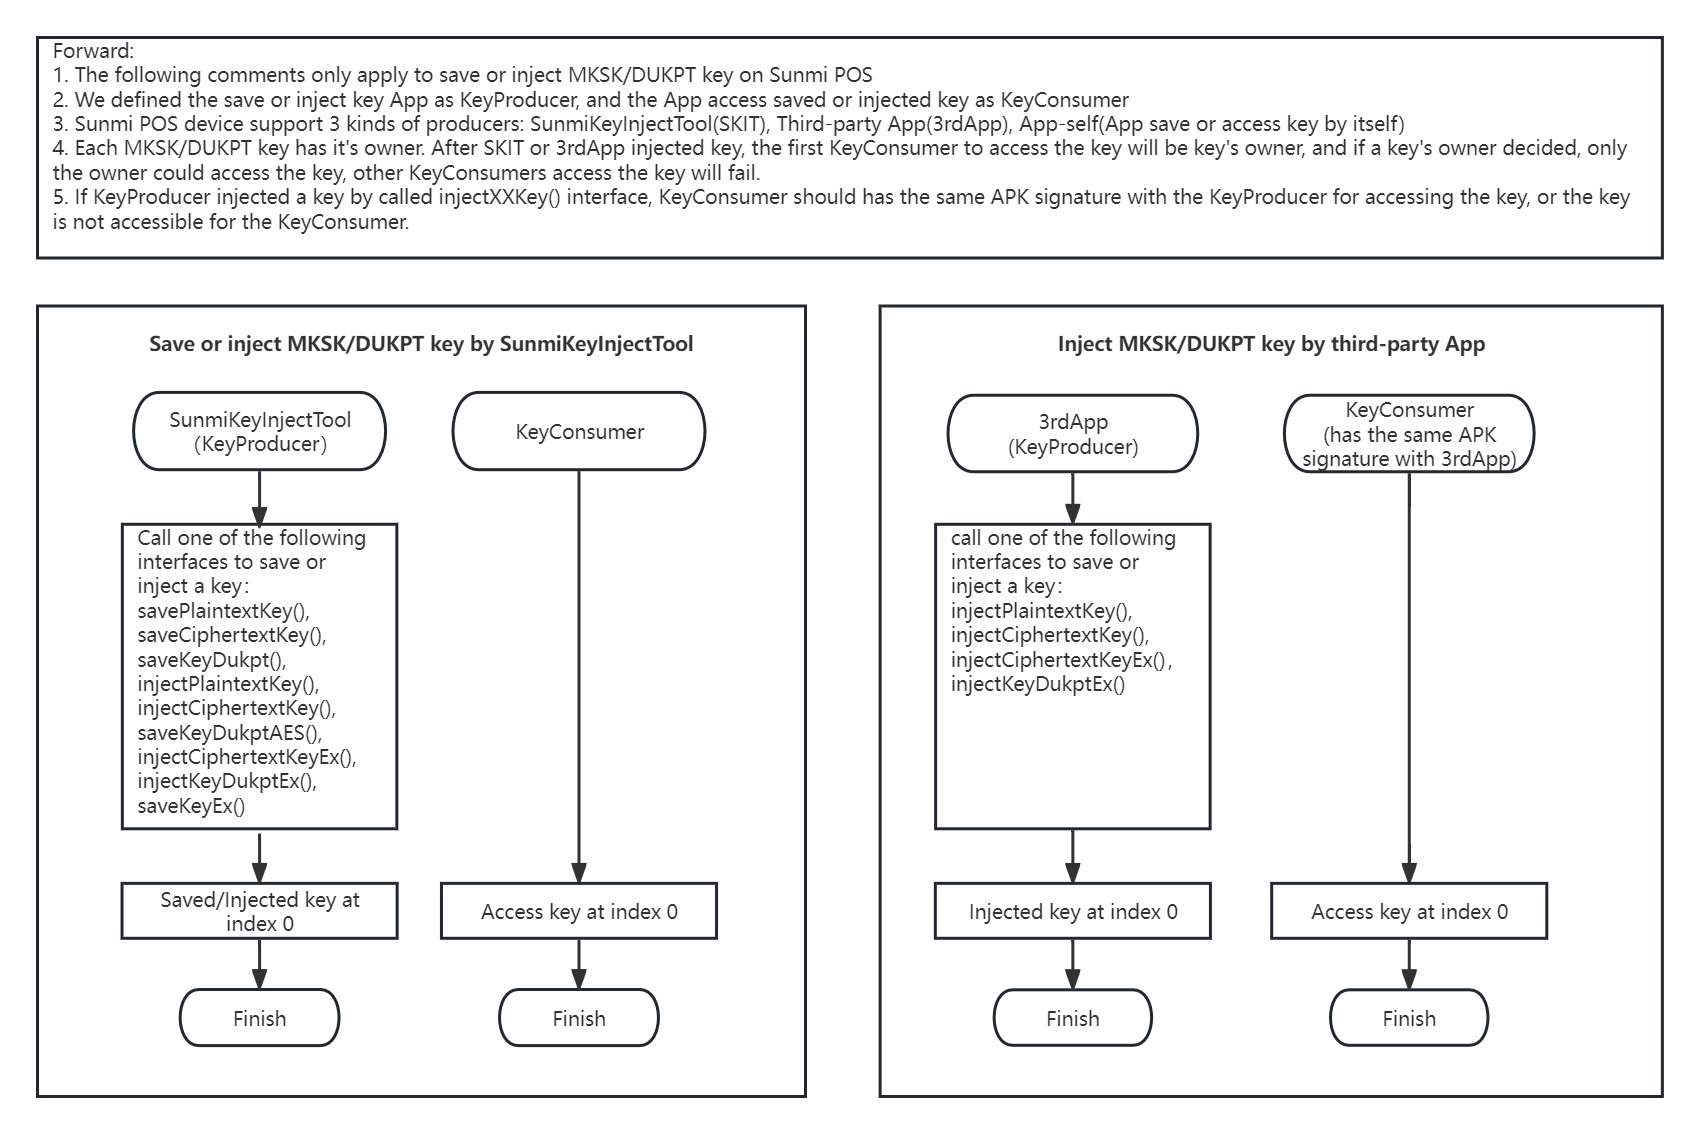 Forward:
1. The following comments only apply to save or inject MKSK/DUKPT key on Sunmi POS
2. We defined the save or inject key App as KeyProducer, and the App access saved or injected key as KeyConsumer
3. Sunmi POS device support 3 kinds of producers: SunmiKeyInjectTool(SKIT), Third-party App(3rdApp), App-self(App save or access key by itself)
4. Each MKSK/DUKPT key has it's owner. After SKIT or 3rdApp injected key, the first KeyConsumer to access the key will be key's owner, and if a key's owner decided, only
the owner could access the key, other KeyConsumers access the key will fail.
5. If KeyProducer injected a key by called injectXXKey() interface, KeyConsumer should has the same APK signature with the KeyProducer for accessing the key, or the key
is not accessible for the KeyConsumer.
Save or inject MKSK/DUKPT key by SunmiKeyInjectTool
SunmiKeyInjectTool
(KeyProducer)
KeyConsumer
Call one of the following
interfaces to save or
inject a key:
savePlaintextKey(),
saveCiphertextKey(),
saveKeyDukpt(),
injectPlaintextKey(),
injectCiphertextKey(),
saveKeyDukptAES(),
injectCiphertextKeyEx(),
injectKeyDukptEx(),
saveKeyEx()
Saved/Injected key at
index 0
Access key at index 0
Finish
Finish
Inject MKSK/DUKPT key by third-party App
3rdApp
(KeyProducer)
KeyConsumer
(has the same APK
signature with 3rdApp)
call one of the following
interfaces to save or
inject a key:
injectPlaintextKey(),
injectCiphertextKey(),
injectCiphertextKeyEx(),
injectKeyDukptEx()
Injected key at index 0
Access key at index 0
Finish
Finish